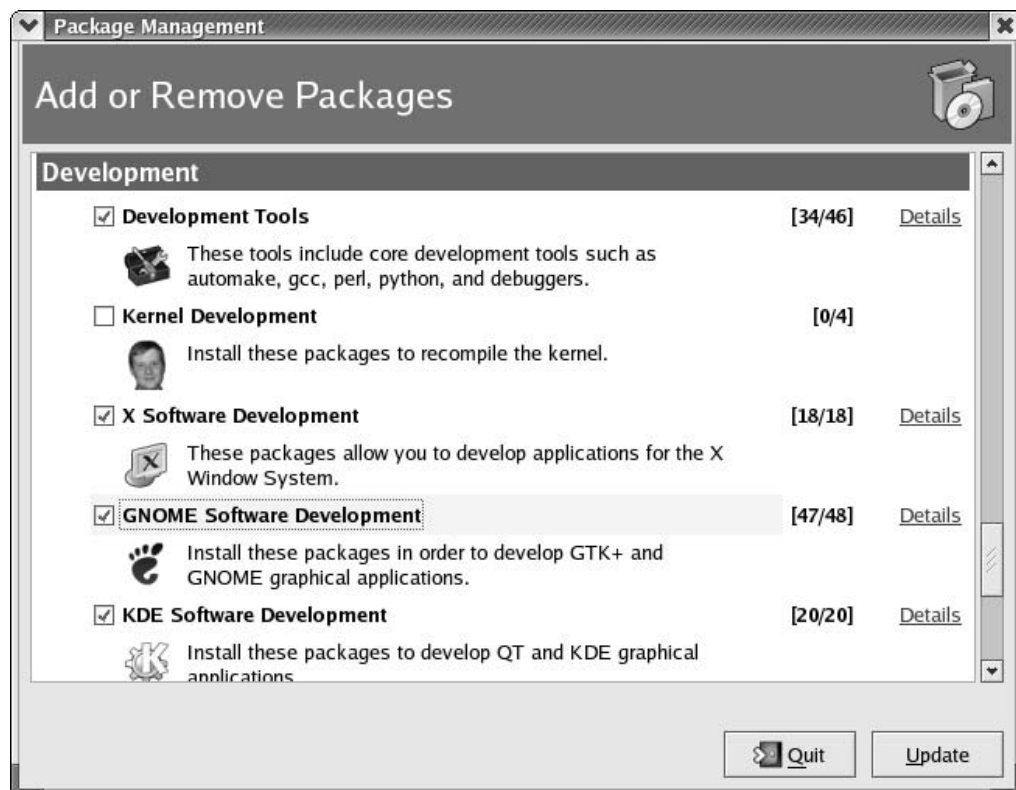 Package Management
Add or Remove Packages
Development
Development Tools [34/46] Details
These tools include core development tools such as
automake, gcc, perl, python, and debuggers.
Kernel Development [0/4]
Install these packages to recompile the kernel.
X Software Development [18/18] Details
X
These packages allow you to develop applications for the X
Window System.
GNOME Software Development [47/48] Details
Install these packages in order to develop GTK+ and
GNOME graphical applications.
KDE Software Development [20/20] Details
K
Install these packages to develop QT and KDE graphical
applications
Quit
Update